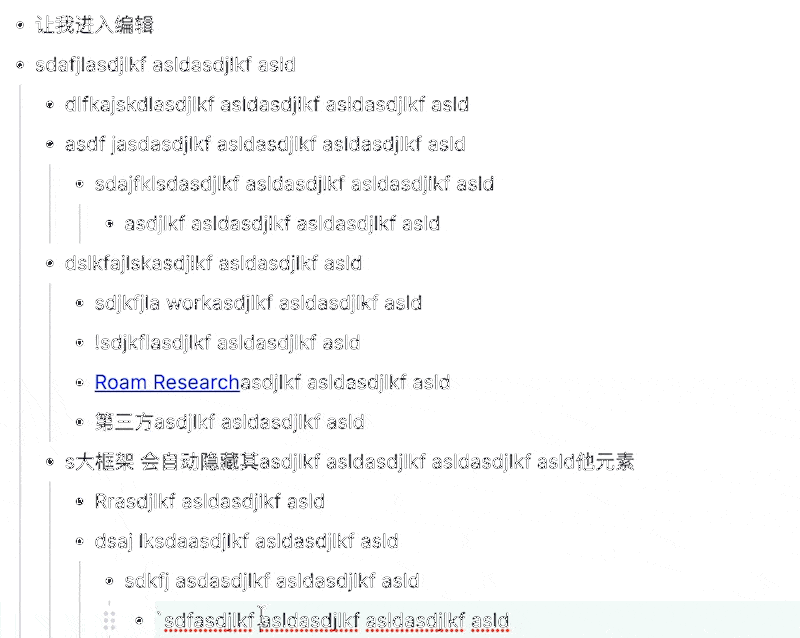 让我进入编辑
sdafjlasdjlkf asldasdjlkf asld
dlfkajskdlasdjlkf asldasdjlkf asldasdjlkf asld
asdf jasdasdjlkf asldasdjlkf asldasdjlkf asld
sdajfklsdasdjlkf asldasdjlkf asldasdjlkf asld
asdjlkf asldasdjlkf asldasdjlkf asld
dslkfajlskasdjlkf asldasdjlkf asld
sdjkfjla workasdjlkf asldasdjlkf asld
!sdjkflasdjlkf asldasdjlkf asld
Roam Researchasdjlkf asldasdjlkf asld
第三方asdjlkf asldasdjlkf asld
s大框架 会自动隐藏其asdjlkf asldasdjlkf asldasdjlkf asld他元素
Rrasdjlkf asldasdjlkf asld
dsaj lksdaasdjlkf asldasdjlkf asld
sdkfj asdasdjlkf asldasdjlkf asld
`sdfasdjlkf asldasdjlkf asldasdjlkf asld